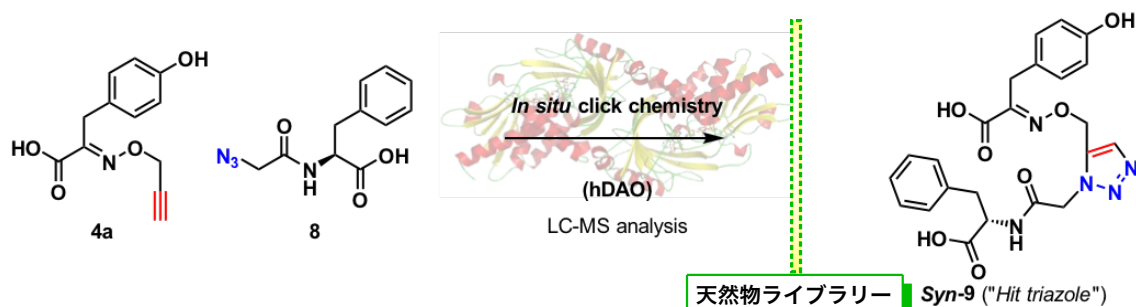 OH
HO
O
N
O
4a
N3
O
N
H
O
OH
8
In situ click chemistry
(hDAO)
LC-MS analysis
OH
HO
O
N
O
N
N
N
O
N
H
HO
O
天然物ライブラリー
Syn-9 ("Hit triazole")